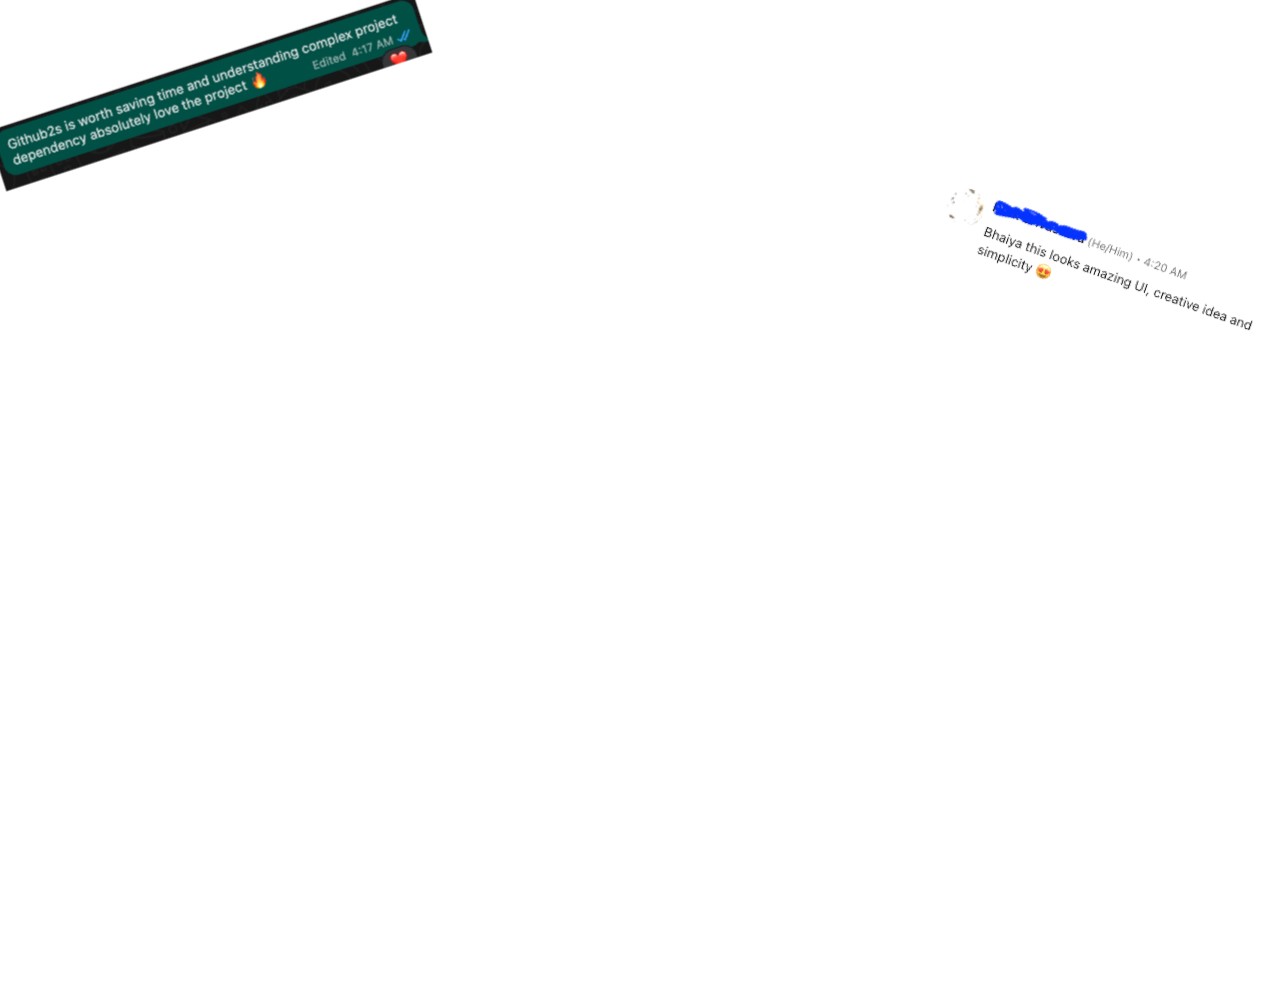 Github2s is worth saving time and understanding complex project
dependency absolutely love the project 🔥
Edited 4:17 AM
(He/Him) • 4:20 AM
Bhaiya this looks amazing UI, creative idea and
simplicity 😍